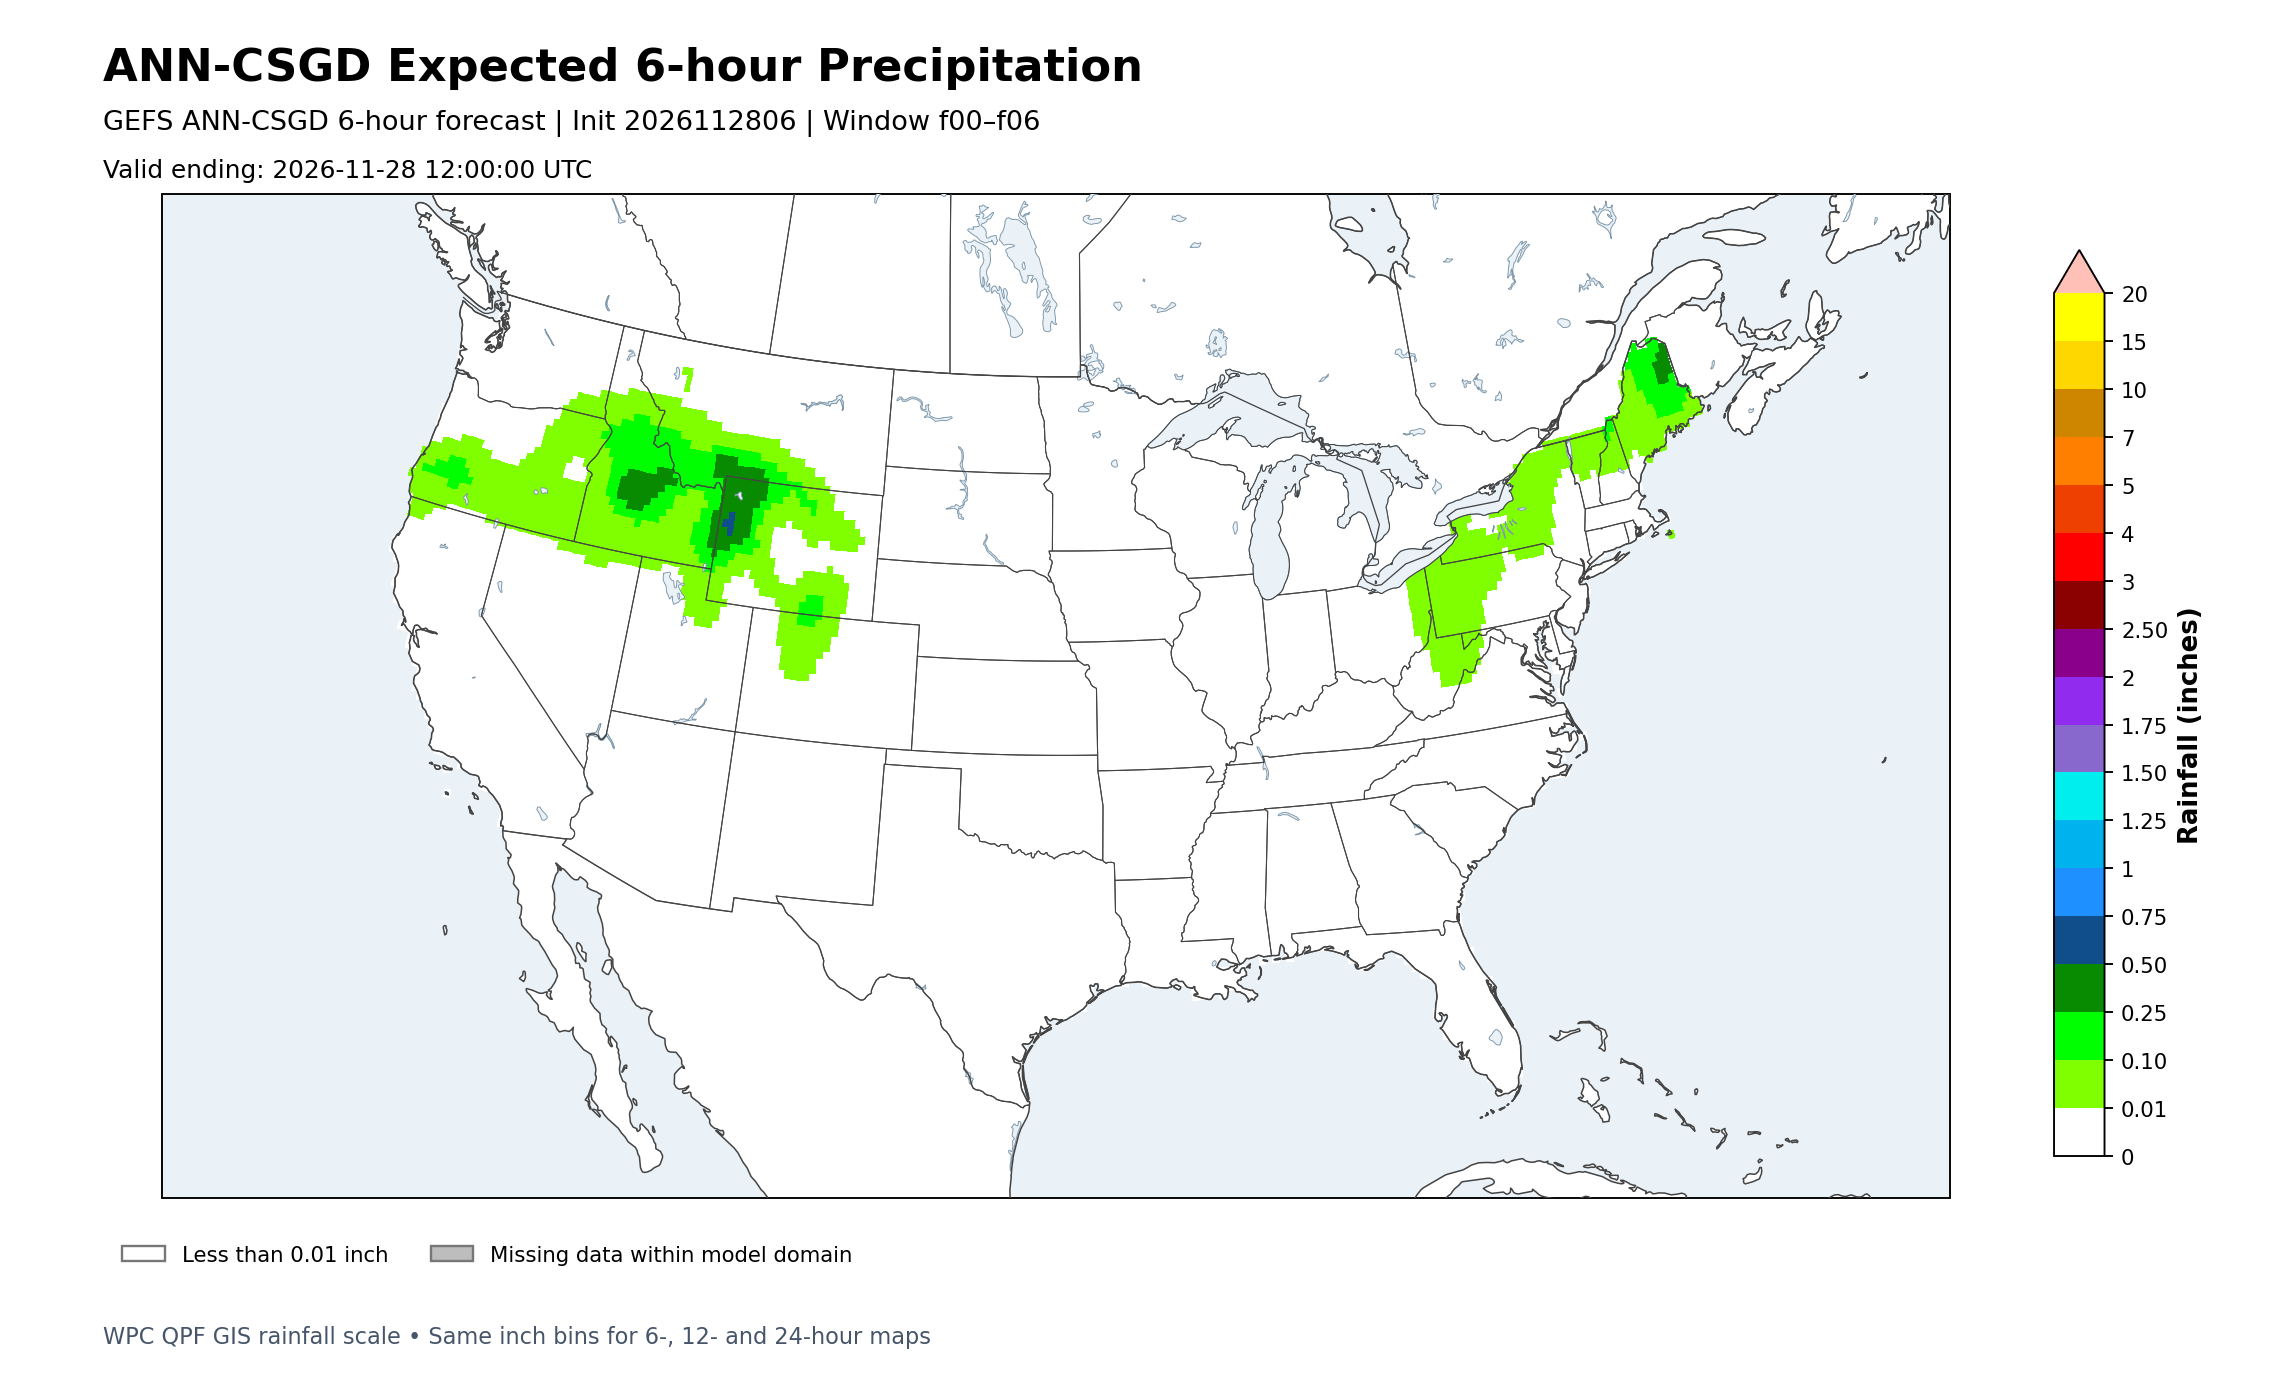 ANN-CSGD Expected 6-hour Precipitation
GEFS ANN-CSGD 6-hour forecast | Init 2026112806 | Window f00–f06
Valid ending: 2026-11-28 12:00:00 UTC
20
15
10
7
5
4
3
2.50
2
1.75
1.50
1.25
1
0.75
0.50
0.25
0.10
0.01
0
Rainfall (inches)
Less than 0.01 inch
Missing data within model domain
WPC QPF GIS rainfall scale • Same inch bins for 6-, 12- and 24-hour maps